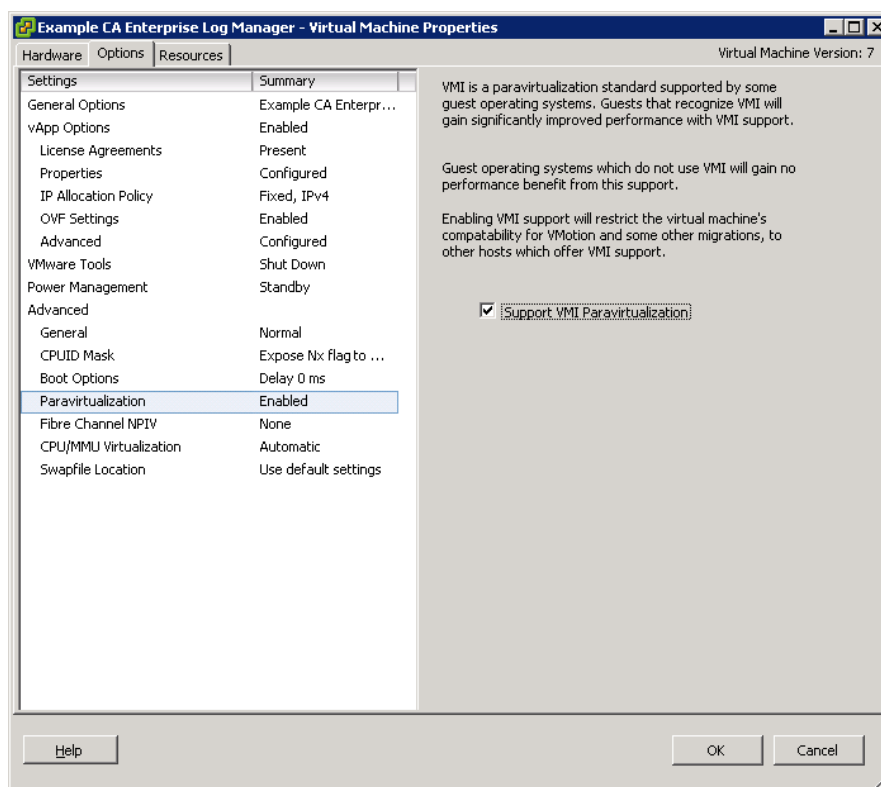 Example CA Enterprise Log Manager - Virtual Machine Properties
Hardware Options Resources Virtual Machine Version: 7
Settings Summary
General Options Example CA Enterpr...
vApp Options Enabled
License Agreements Present
Properties Configured
IP Allocation Policy Fixed, IPv4
OVF Settings Enabled
Advanced Configured
VMware Tools Shut Down
Power Management Standby
Advanced
General Normal
CPUID Mask Expose Nx flag to ...
Boot Options Delay 0 ms
Paravirtualization Enabled
Fibre Channel NPIV None
CPU/MMU Virtualization Automatic
Swapfile Location Use default settings
VMI is a paravirtualization standard supported by some
guest operating systems. Guests that recognize VMI will
gain significantly improved performance with VMI support.
Guest operating systems which do not use VMI will gain no
performance benefit from this support.
Enabling VMI support will restrict the virtual machine's
compatability for VMotion and some other migrations, to
other hosts which offer VMI support.
Support VMI Paravirtualization
Help OK Cancel